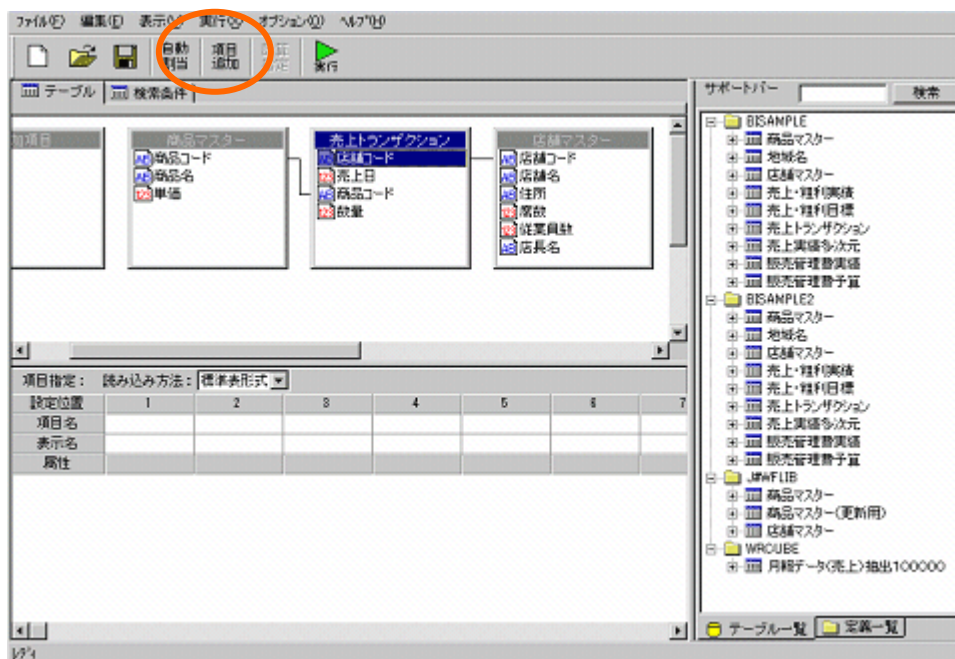 ファイル(F) 編集(E) 表示(V) 実行(X) オプション(O) ヘルプ(H)
自動割当
項目追加
実行
テーブル 検索条件
加項目
商品マスター
商品コード
商品名
単価
売上トランザクション
店舗コード
売上日
商品コード
数量
店舗マスター
店舗コード
店舗名
住所
席数
従業員数
店長名
項目指定： 読み込み方法： 標準表形式
設定位置 1 2 3 4 5 6 7
項目名
表示名
属性
レディ
サポートバー 検索
BISAMPLE
商品マスター
地域名
店舗マスター
売上・粗利実績
売上・粗利目標
売上トランザクション
売上実績多次元
販売管理費実績
販売管理費予算
BISAMPLE2
商品マスター
地域名
店舗マスター
売上・粗利実績
売上・粗利目標
売上トランザクション
売上実績多次元
販売管理費実績
販売管理費予算
J#WFLIB
商品マスター
商品マスター(更新用)
店舗マスター
WRCUBE
月報データ(売上)抽出100000
テーブル一覧 定義一覧